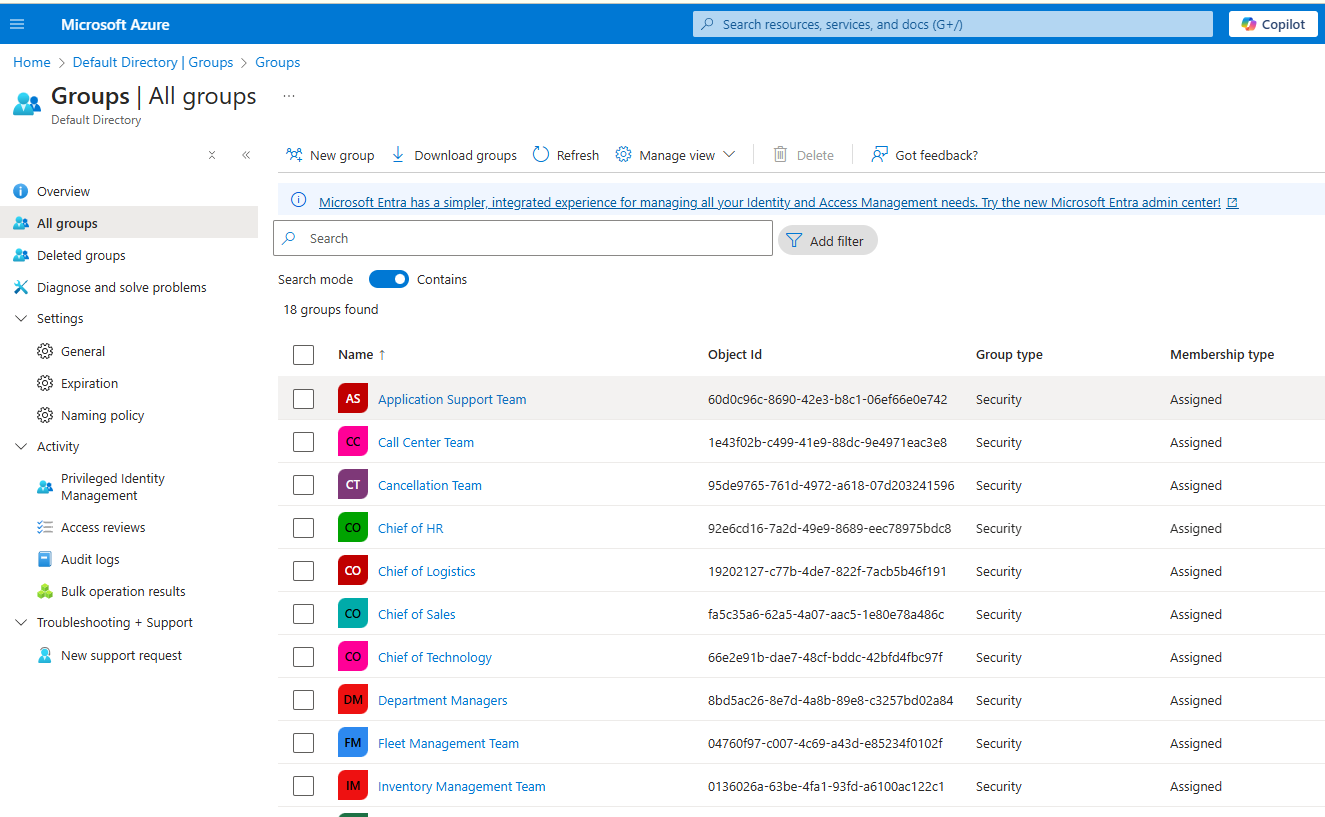 Microsoft Azure
Search resources, services, and docs (G+/)
Copilot
Home > Default Directory | Groups > Groups
Groups | All groups ...
Default Directory
New group Download groups Refresh Manage view Delete Got feedback?
Overview
All groups
Deleted groups
Diagnose and solve problems
Settings
General
Expiration
Naming policy
Activity
Privileged Identity
Management
Access reviews
Audit logs
Bulk operation results
Troubleshooting + Support
New support request
Microsoft Entra has a simpler, integrated experience for managing all your Identity and Access Management needs. Try the new Microsoft Entra admin center!
Search
Add filter
Search mode Contains
18 groups found
Name ↑ Object Id Group type Membership type
AS Application Support Team 60d0c96c-8690-42e3-b8c1-06ef66e0e742 Security Assigned
CC Call Center Team 1e43f02b-c499-41e9-88dc-9e4971eac3e8 Security Assigned
CT Cancellation Team 95de9765-761d-4972-a618-07d203241596 Security Assigned
CO Chief of HR 92e6cd16-7a2d-49e9-8689-eec78975bdc8 Security Assigned
CO Chief of Logistics 19202127-c77b-4de7-822f-7acb5b46f191 Security Assigned
CO Chief of Sales fa5c35a6-62a5-4a07-aac5-1e80e78a486c Security Assigned
CO Chief of Technology 66e2e91b-dae7-48cf-bddc-42bfd4fbc97f Security Assigned
DM Department Managers 8bd5ac26-8e7d-4a8b-89e8-c3257bd02a84 Security Assigned
FM Fleet Management Team 04760f97-c007-4c69-a43d-e85234f0102f Security Assigned
IM Inventory Management Team 0136026a-63be-4fa1-93fd-a6100ac122c1 Security Assigned